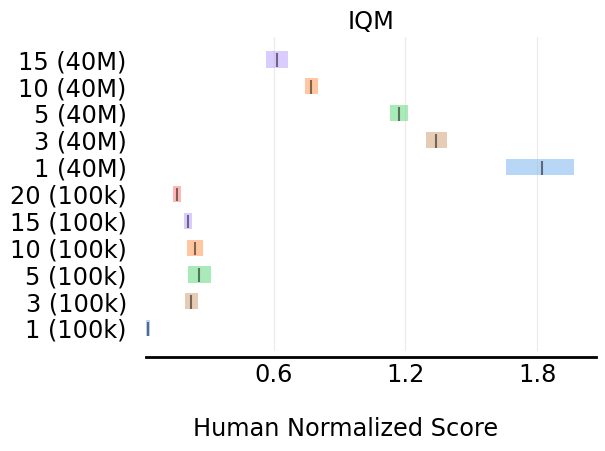 IQM
15 (40M)
10 (40M)
5 (40M)
3 (40M)
1 (40M)
20 (100k)
15 (100k)
10 (100k)
5 (100k)
3 (100k)
1 (100k)
0.6 1.2 1.8
Human Normalized Score